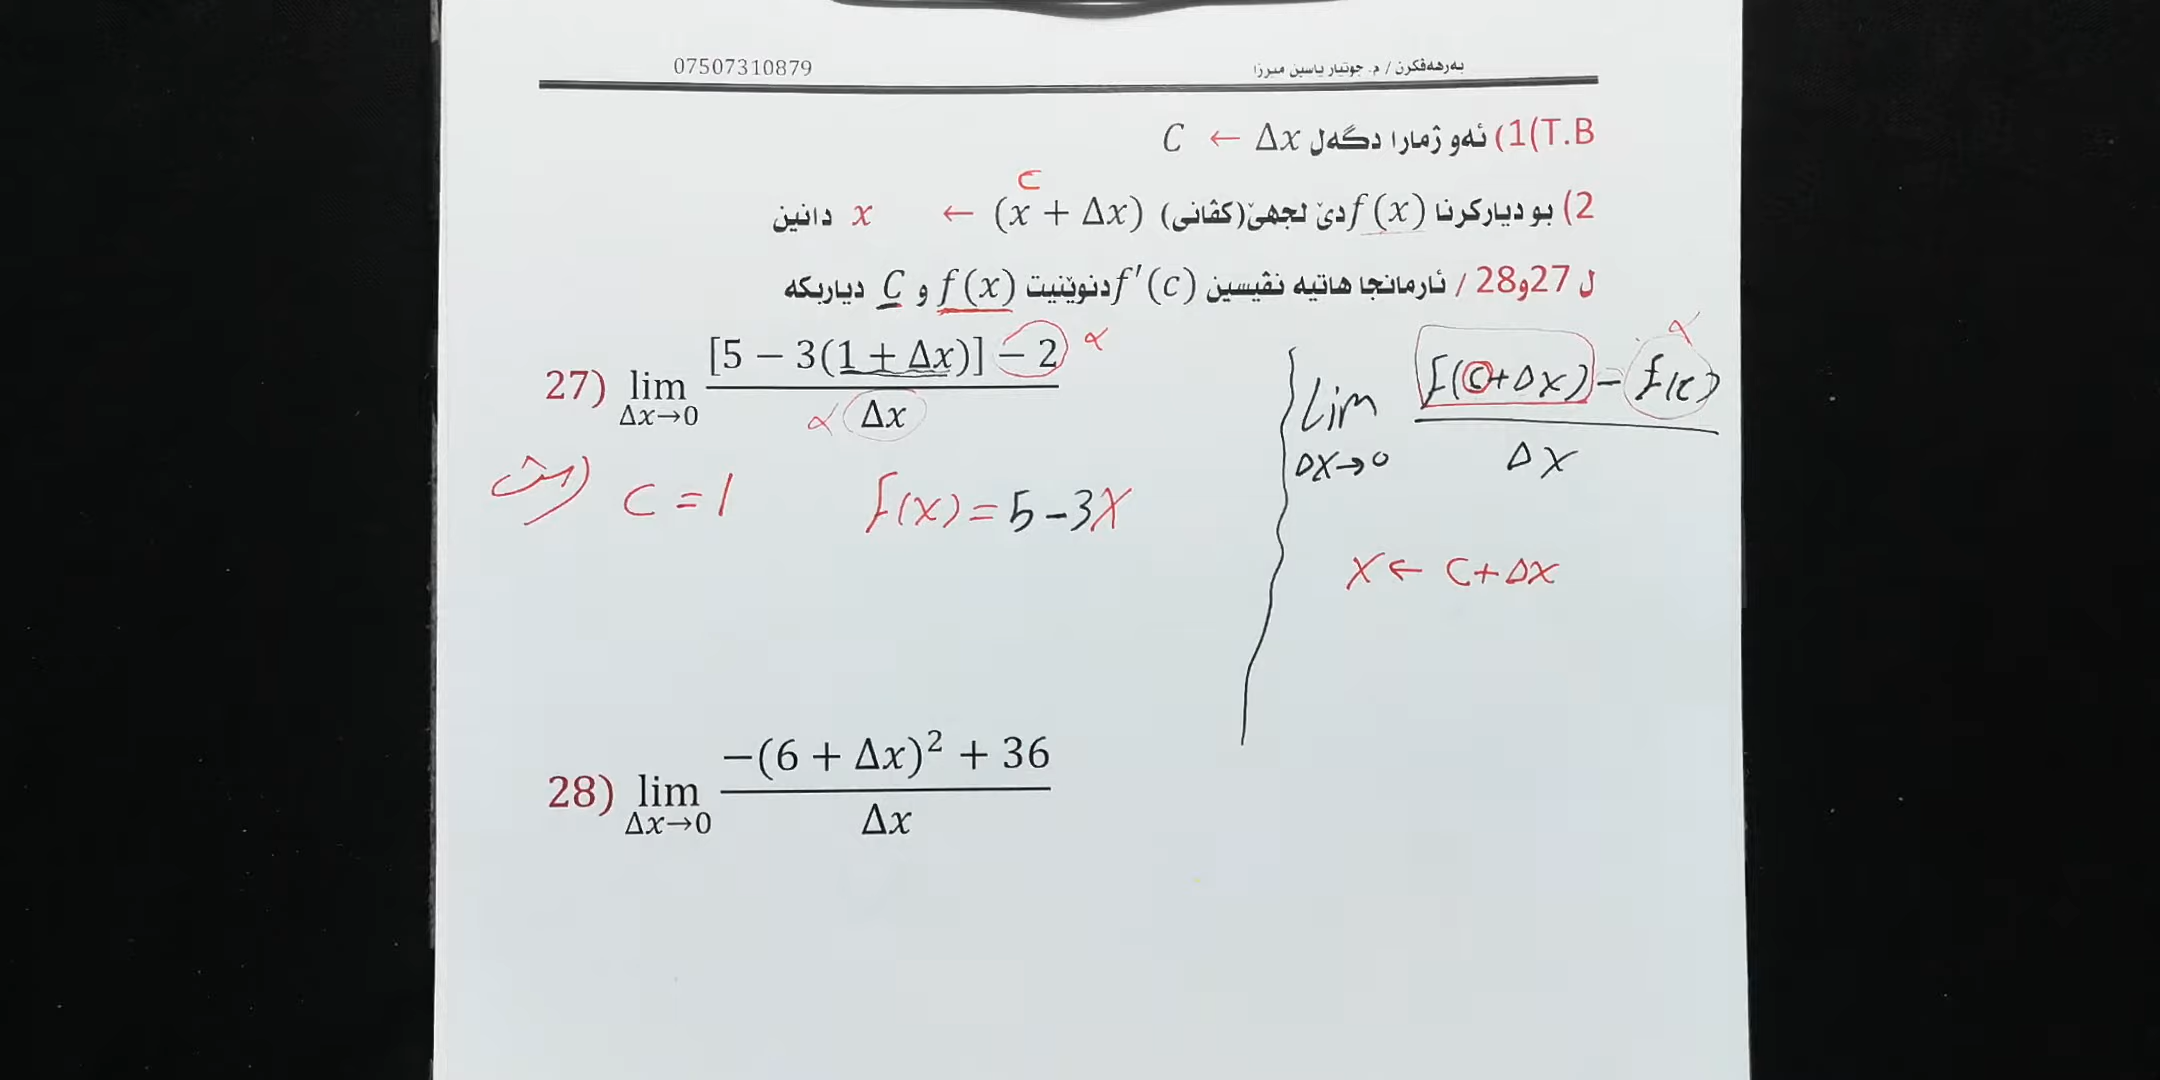 07507310879 بەرهەڤکرن / م. جوتیار یاسین میرزا
T.B)1) ئەو ژمارا دگەل Δx ← C
C
2) بو دیارکرنا f(x) دێ لجهێ(کڤانی) (x + Δx) ← x دانین
ل 27و28 / ئارمانجا هاتیە نڤیسین f′(c) دنوێنیت f(x) و C دیاربکە
27) lim Δx→0 [5 − 3(1 + Δx)] − 2 / Δx
C = 1 f(x) = 5 − 3X
Lim ΔX→0 f(C+ΔX) − f(c) / ΔX
X ← C+ΔX
28) lim Δx→0 −(6 + Δx)² + 36 / Δx